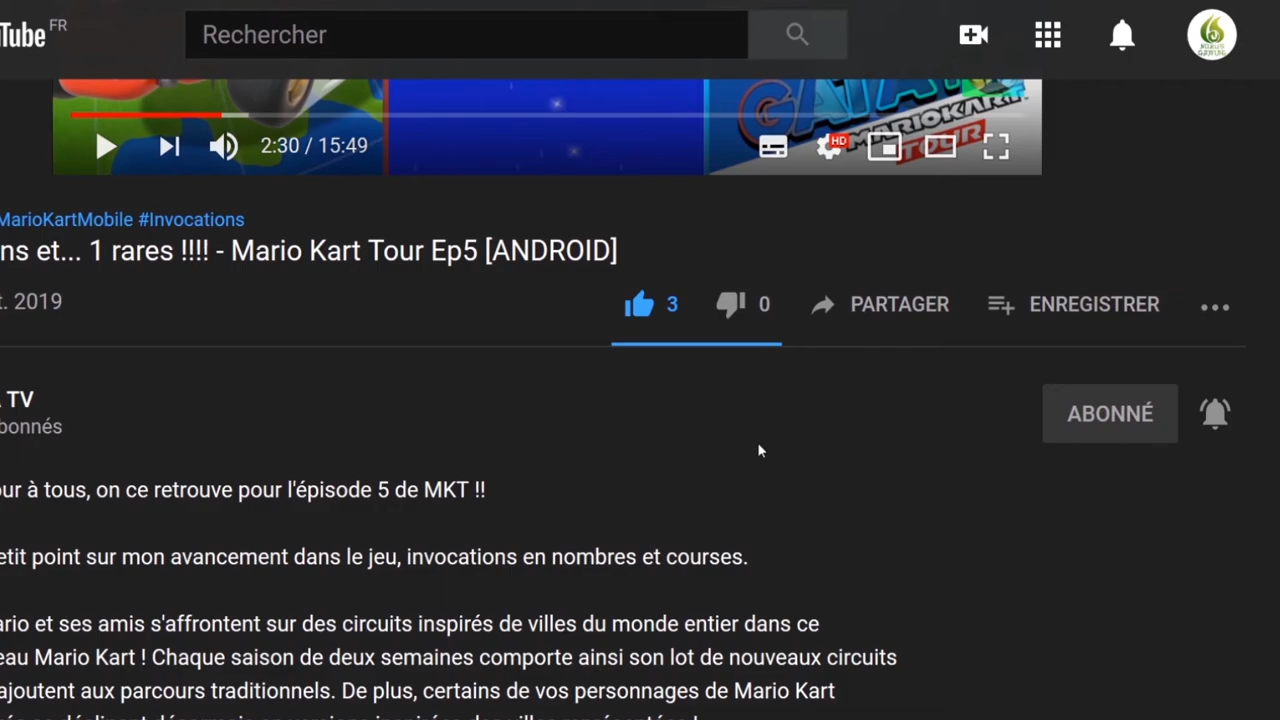 Tube FR
Rechercher
GATA
MARIOKART
TOUR
2:30 / 15:49
HD
MarioKartMobile #Invocations
ns et... 1 rares !!!! - Mario Kart Tour Ep5 [ANDROID]
t. 2019
3
0
PARTAGER
ENREGISTRER
TV
bonnés
ABONNÉ
ur à tous, on ce retrouve pour l'épisode 5 de MKT !!
etit point sur mon avancement dans le jeu, invocations en nombres et courses.
ario et ses amis s'affrontent sur des circuits inspirés de villes du monde entier dans ce
eau Mario Kart ! Chaque saison de deux semaines comporte ainsi son lot de nouveaux circuits
ajoutent aux parcours traditionnels. De plus, certains de vos personnages de Mario Kart